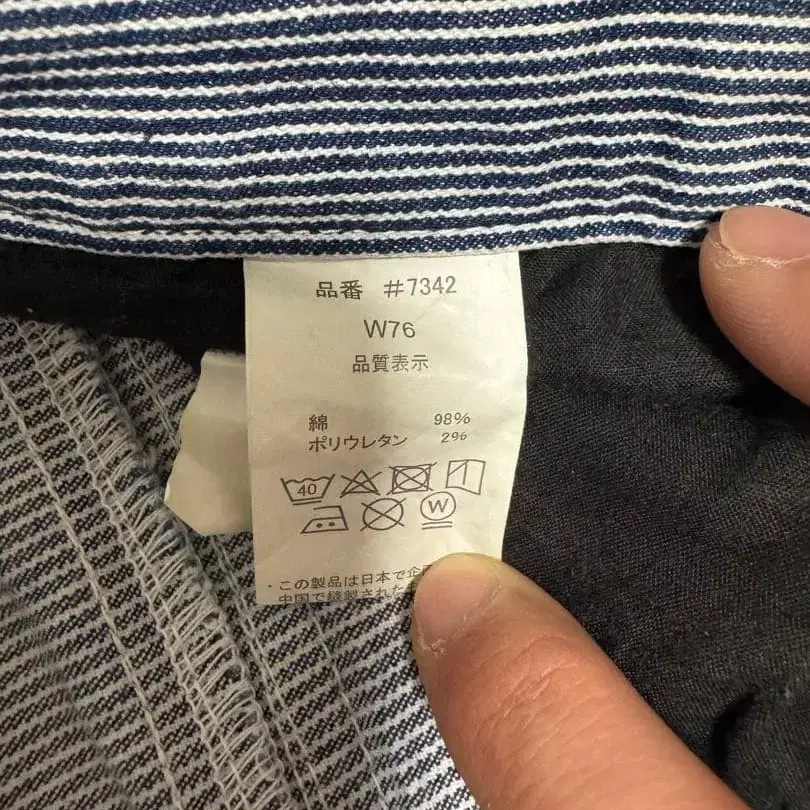 品番 #7342
W76
品質表示
綿 98%
ポリウレタン 2%
40
W
・この製品は日本で企
中国で縫製された